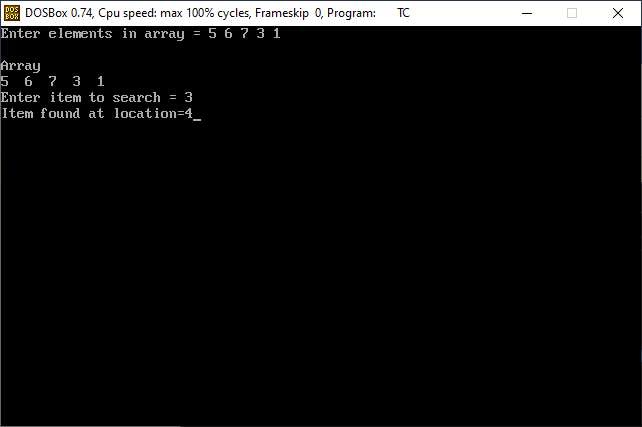 DOSBox 0.74, Cpu speed: max 100% cycles, Frameskip 0, Program: TC
Enter elements in array = 5 6 7 3 1
Array
5 6 7 3 1
Enter item to search = 3
Item found at location=4_